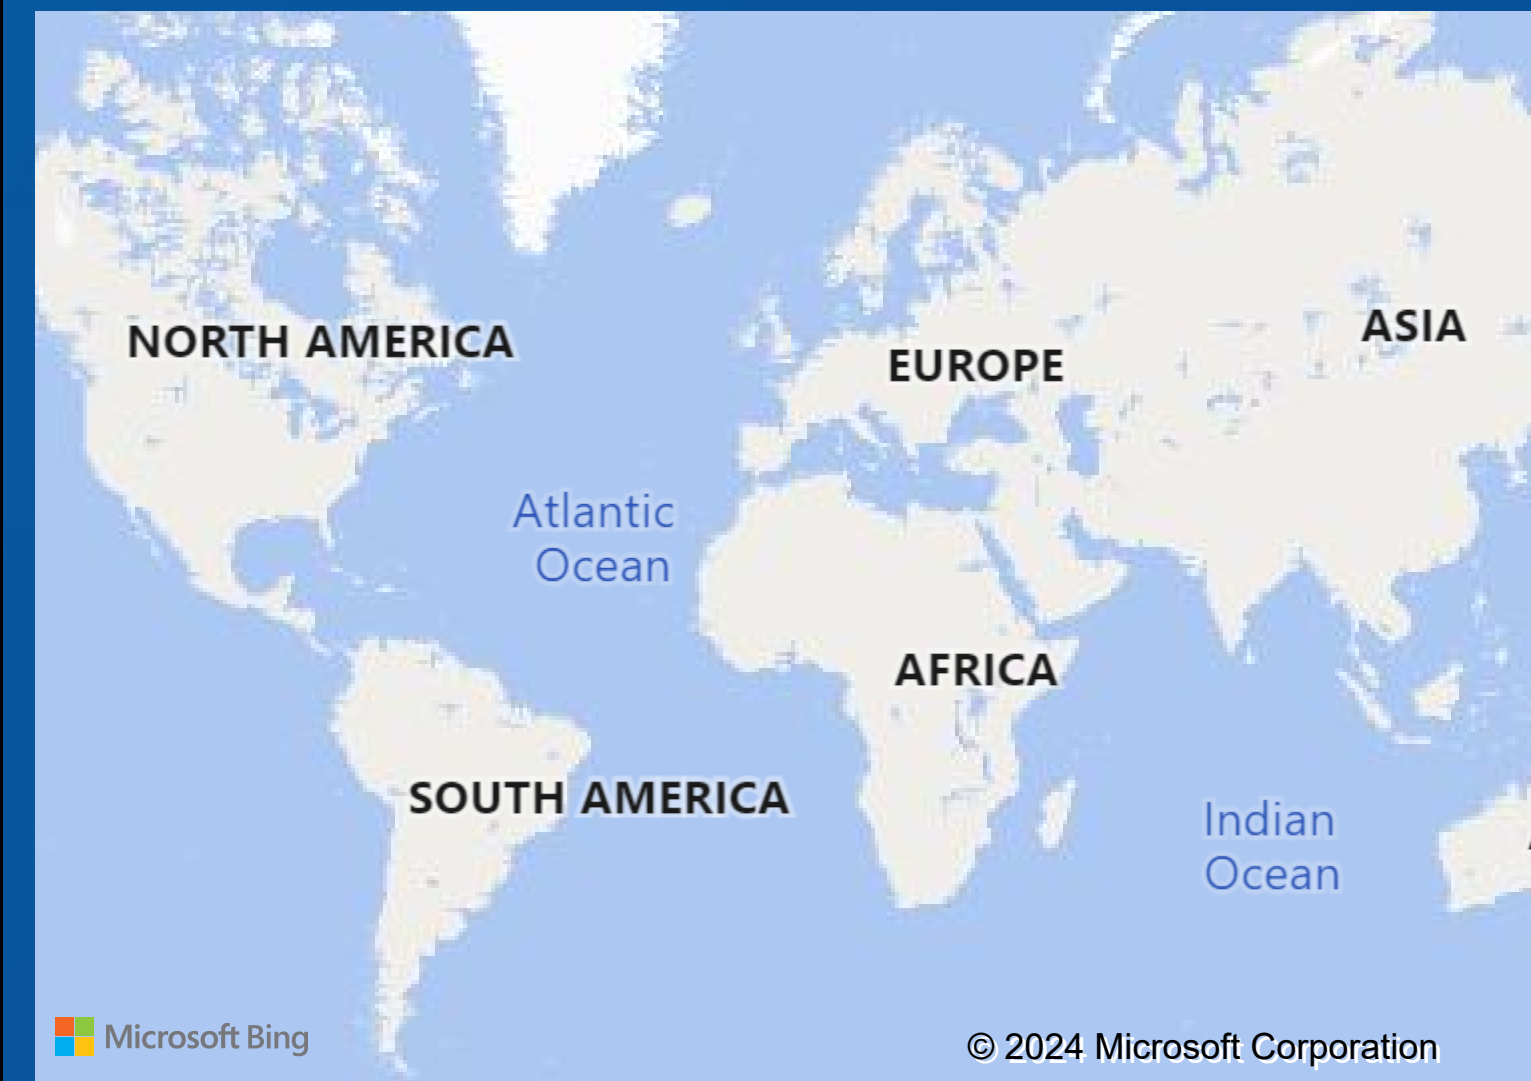 NORTH AMERICA
EUROPE
ASIA
Atlantic
Ocean
AFRICA
SOUTH AMERICA
Indian
Ocean
Microsoft Bing
© 2024 Microsoft Corporation